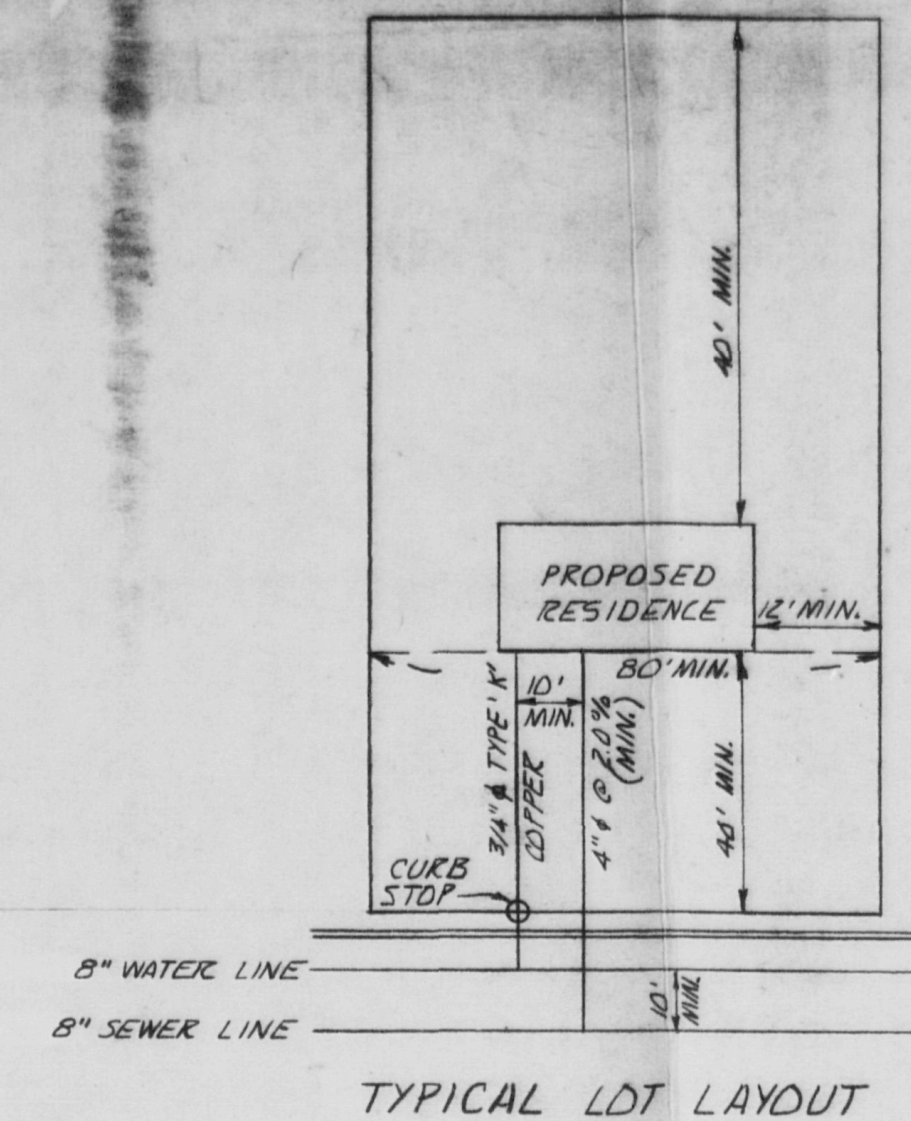 40' MIN.
PROPOSED
RESIDENCE
12' MIN.
80' MIN.
10'
MIN.
3/4" ϕ TYPE 'K'
COPPER
4" ϕ @ 2.0%
(MIN.)
40' MIN.
CURB
STOP
8" WATER LINE
10'
MIN.
8" SEWER LINE
TYPICAL LOT LAYOUT